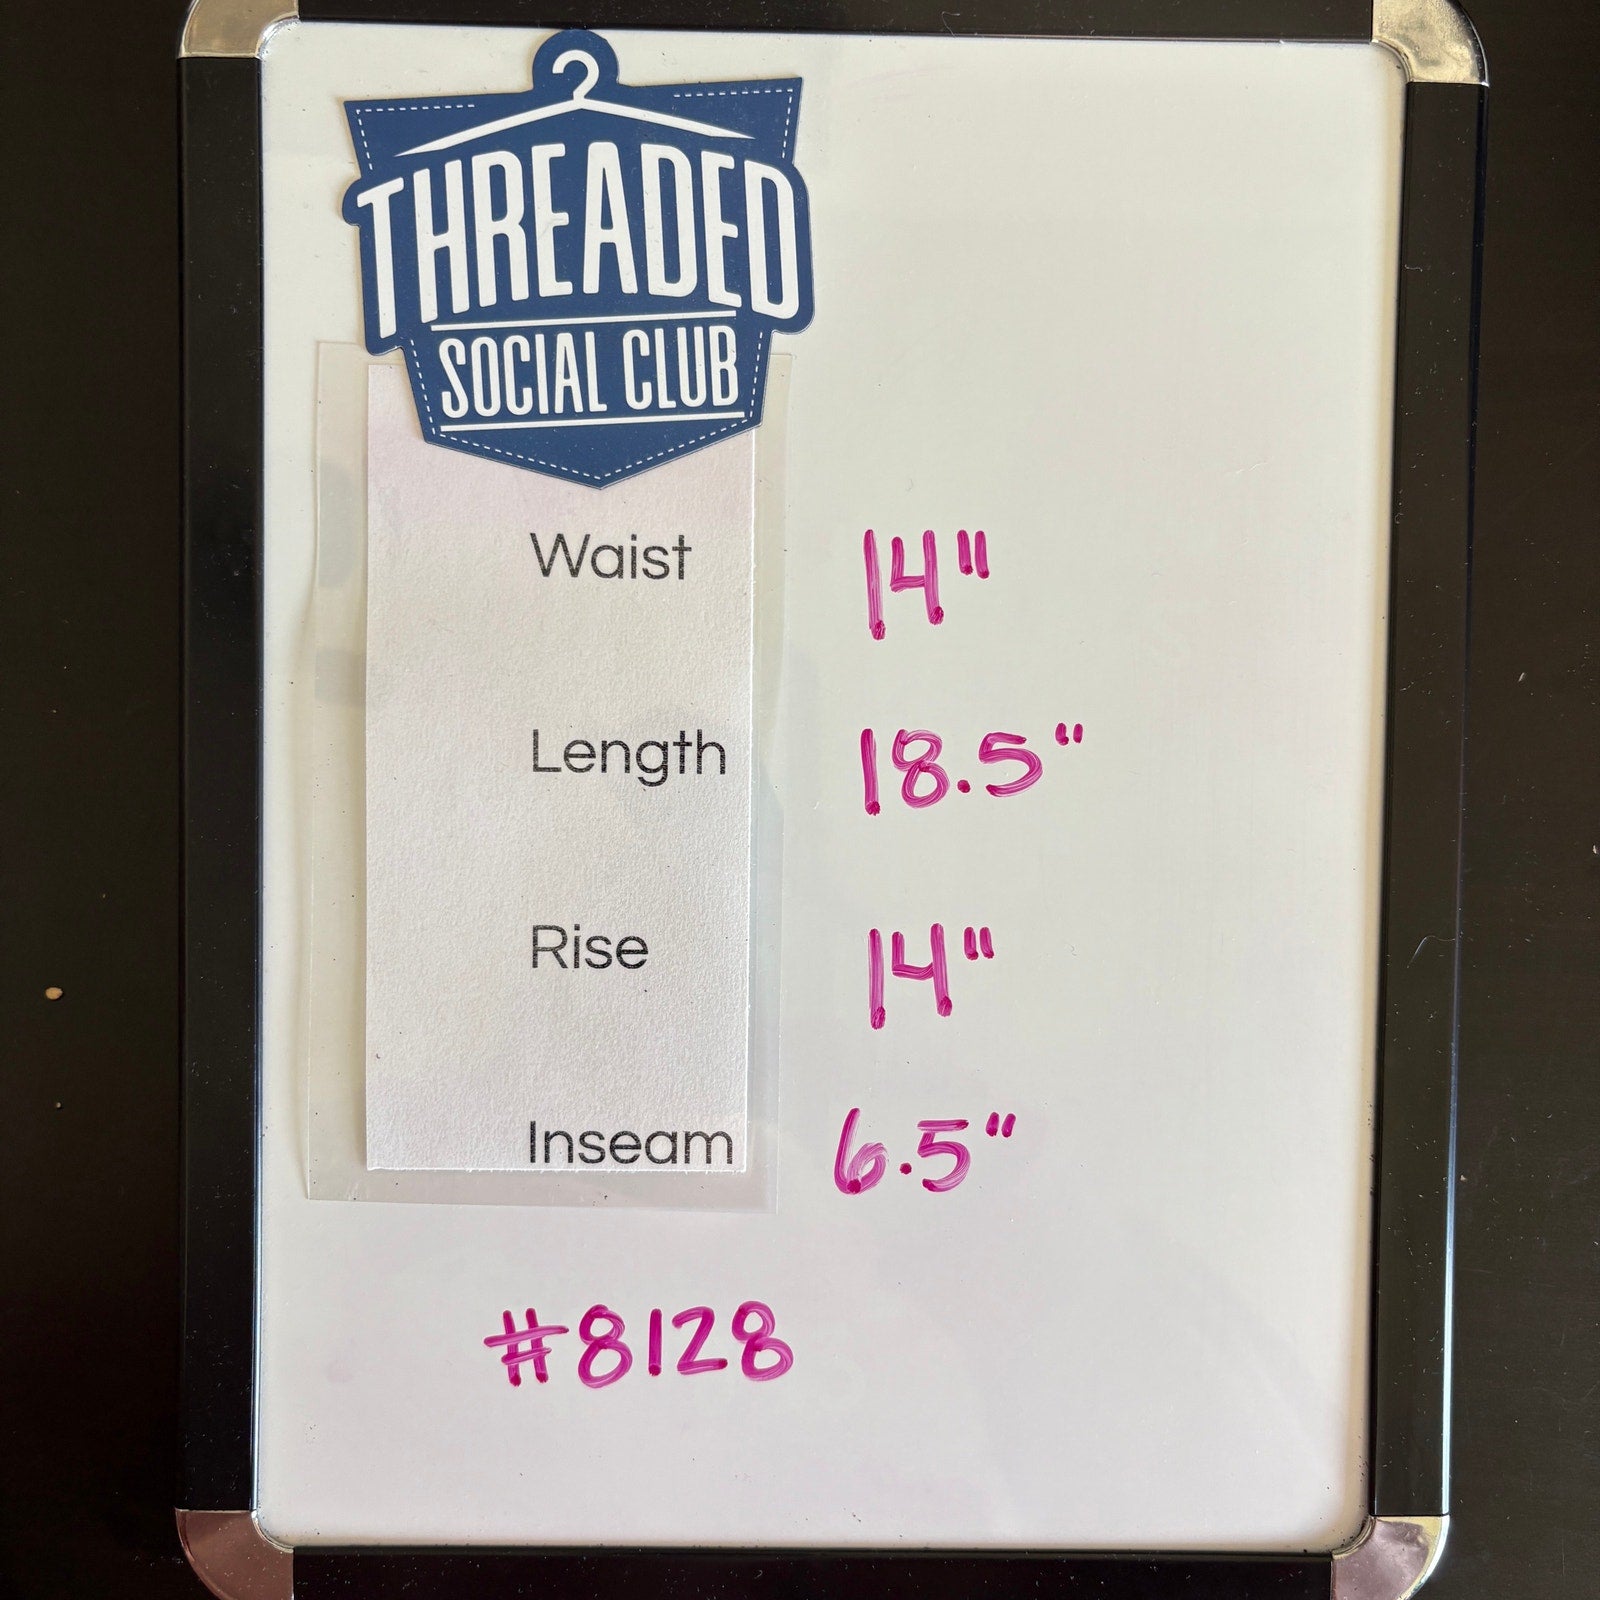 THREADED
SOCIAL CLUB
Waist 14"
Length 18.5"
Rise 14"
Inseam 6.5"
#8128